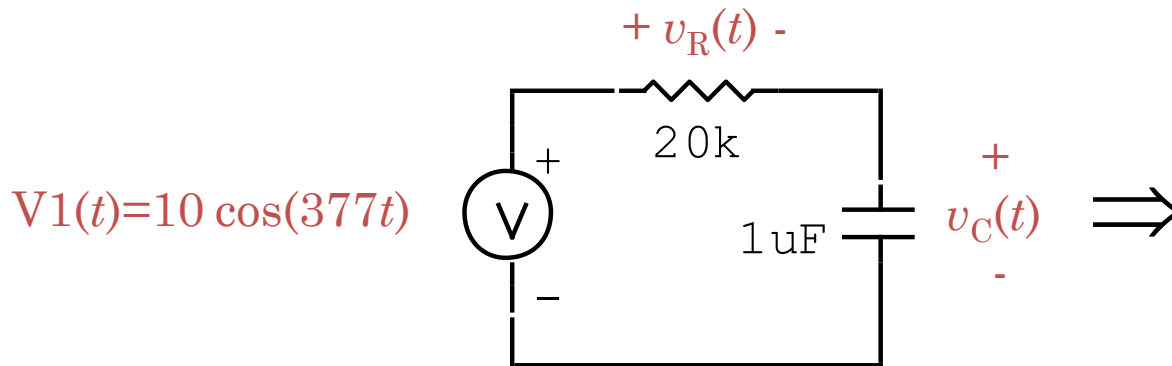 + v_R(t) -
20k
+
V1(t)=10 cos(377t)
V
+
1uF
v_C(t)
⇒
-
−